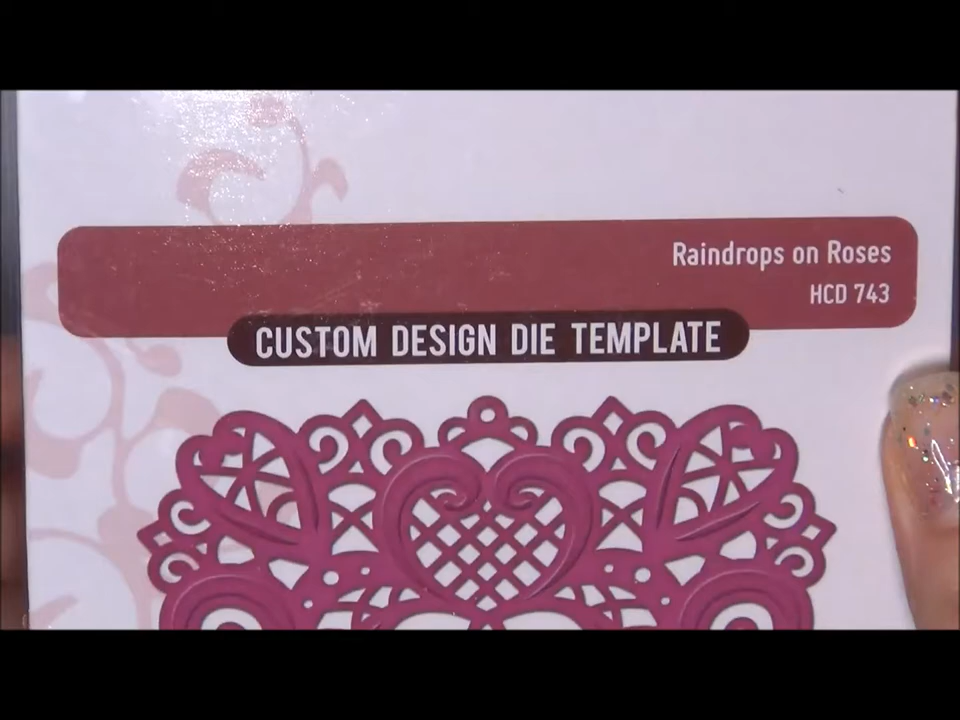 Raindrops on Roses
HCD 743
CUSTOM DESIGN DIE TEMPLATE